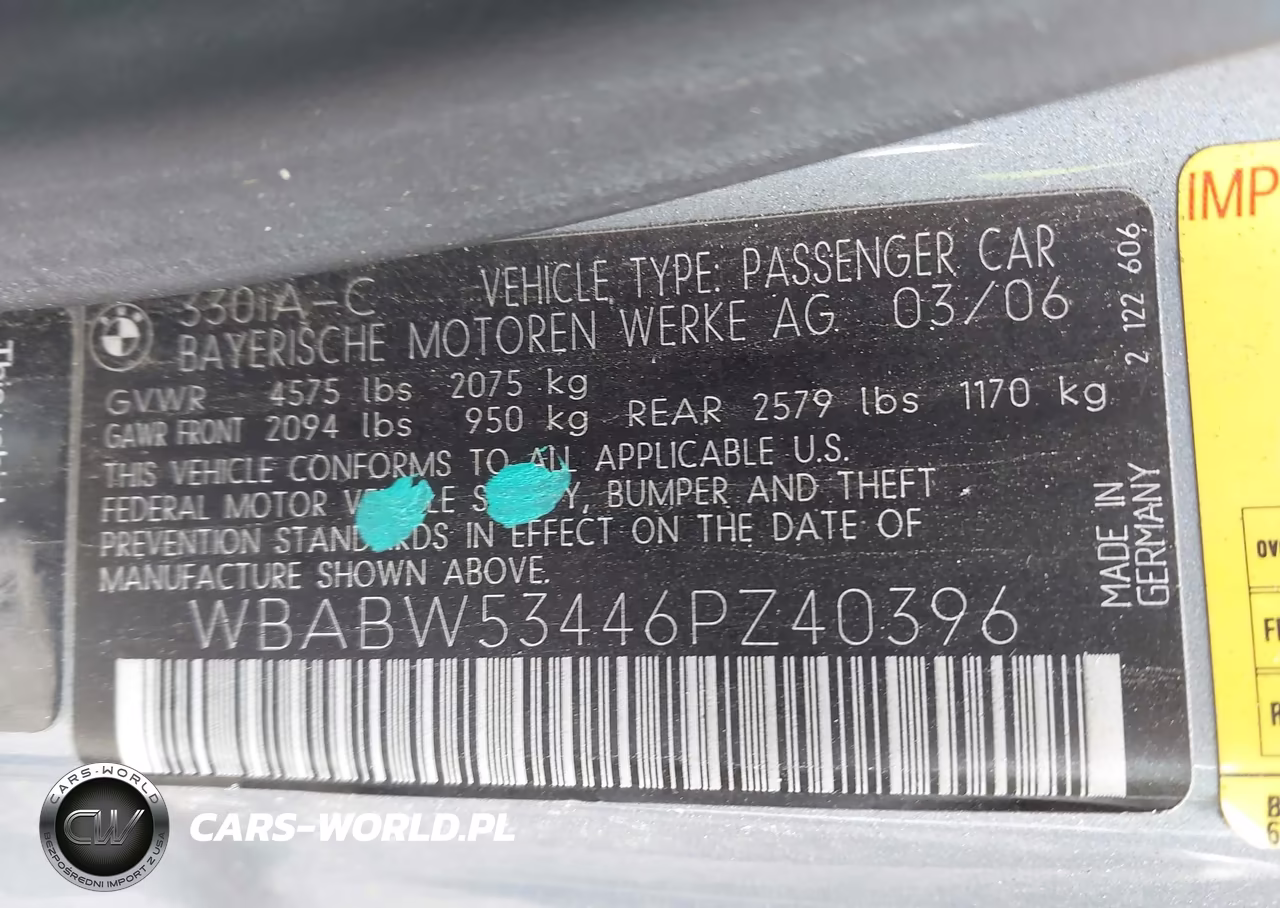 330iA-C VEHICLE TYPE: PASSENGER CAR
BAYERISCHE MOTOREN WERKE AG 03/06
GVWR 4575 lbs 2075 kg
GAWR FRONT 2094 lbs 950 kg REAR 2579 lbs 1170 kg
THIS VEHICLE CONFORMS TO ALL APPLICABLE U.S.
FEDERAL MOTOR , BUMPER AND THEFT
PREVENTION STANDARDS IN EFFECT ON THE DATE OF
MANUFACTURE SHOWN ABOVE.
WBABW53446PZ40396
2 122 606
MADE IN
GERMANY
IMP
CARS-WORLD
CW
BEZPOŚREDNI IMPORT Z USA
CARS-WORLD.PL